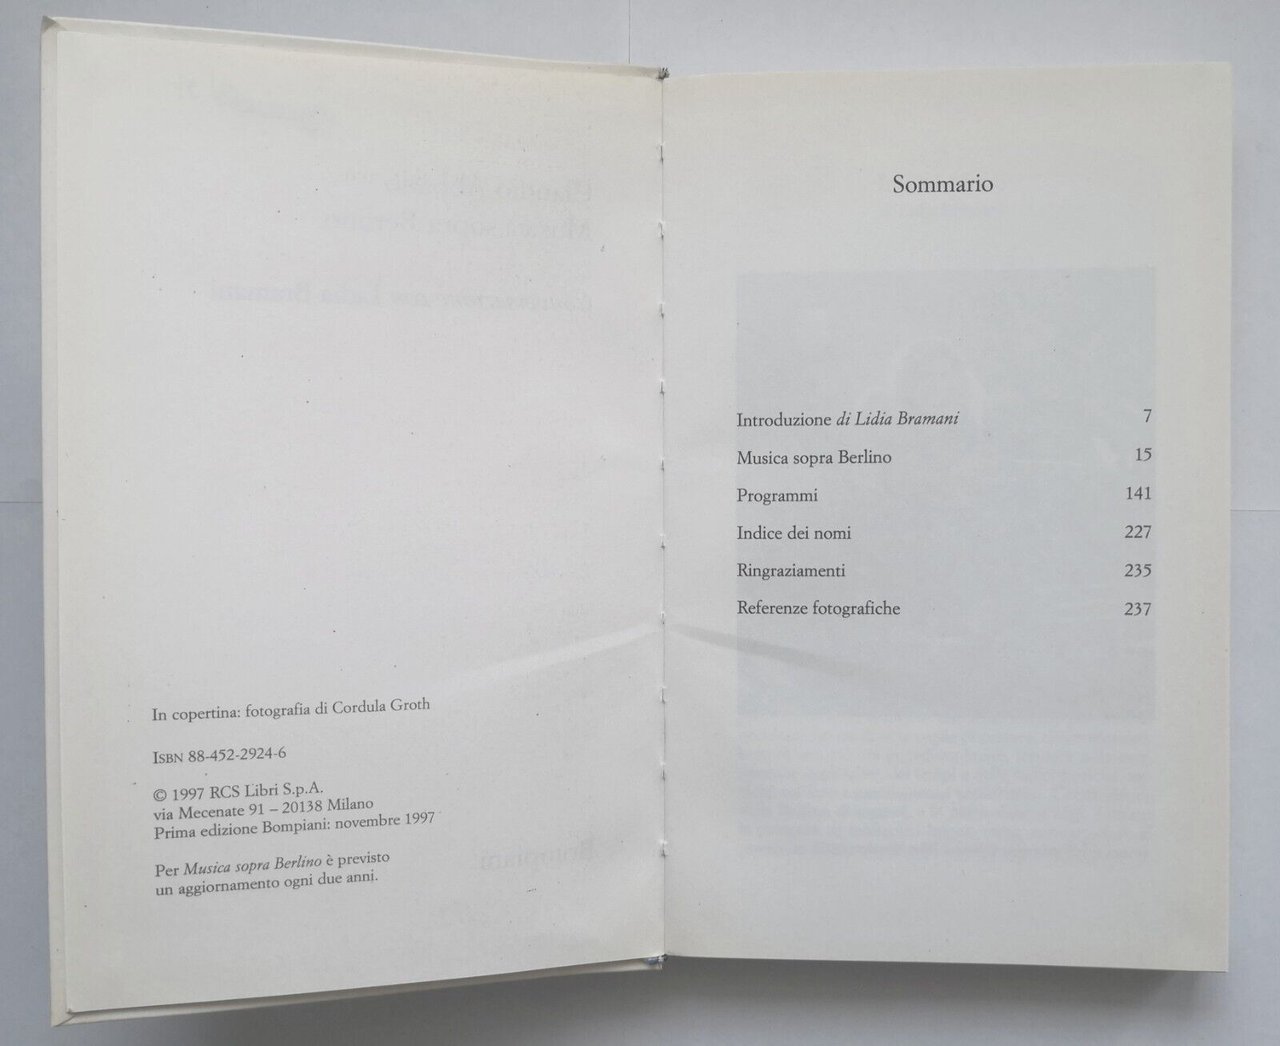 In copertina: fotografia di Cordula Groth
ISBN 88-452-2924-6
© 1997 RCS Libri S.p.A.
via Mecenate 91 – 20138 Milano
Prima edizione Bompiani: novembre 1997
Per Musica sopra Berlino è previsto
un aggiornamento ogni due anni.
Sommario
Introduzione di Lidia Bramani 7
Musica sopra Berlino 15
Programmi 141
Indice dei nomi 227
Ringraziamenti 235
Referenze fotografiche 237